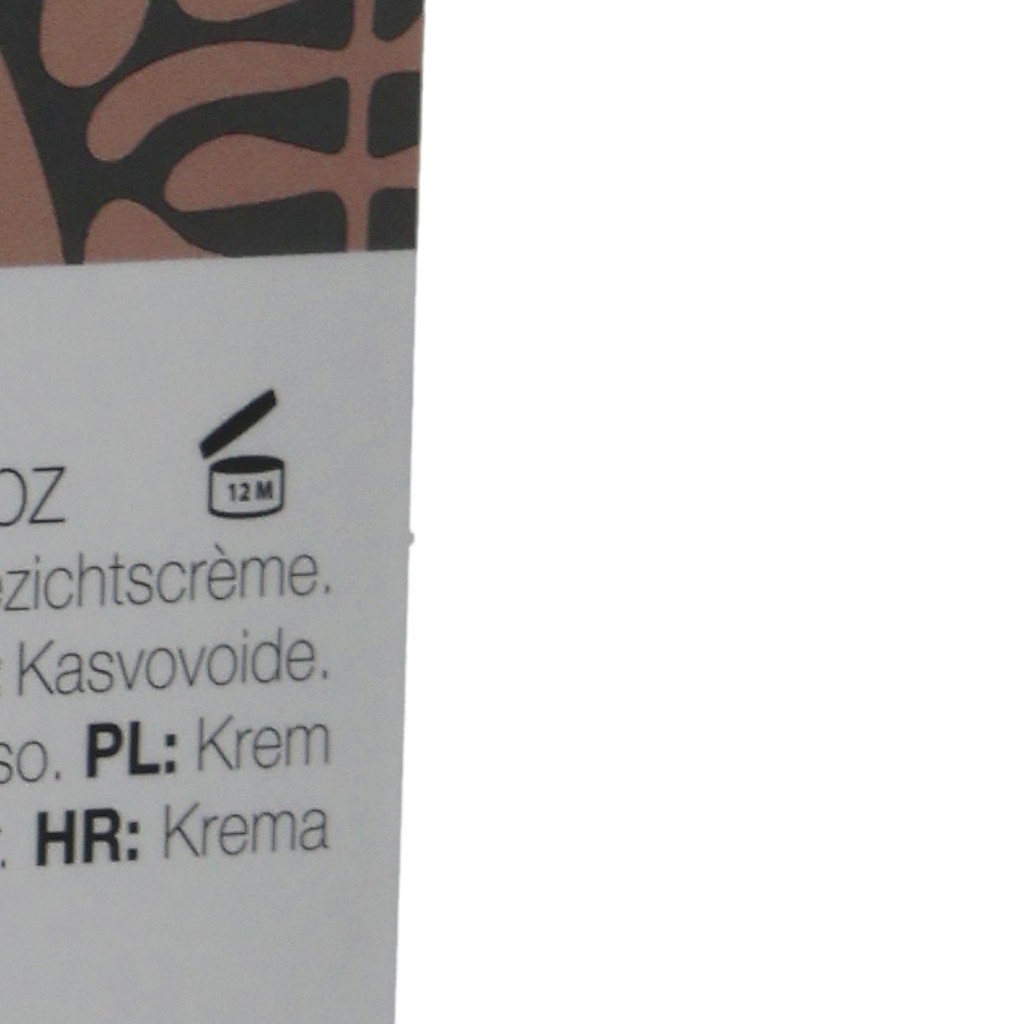 12 M
OZ
ezichtscrème.
: Kasvovoide.
so. PL: Krem
. HR: Krema